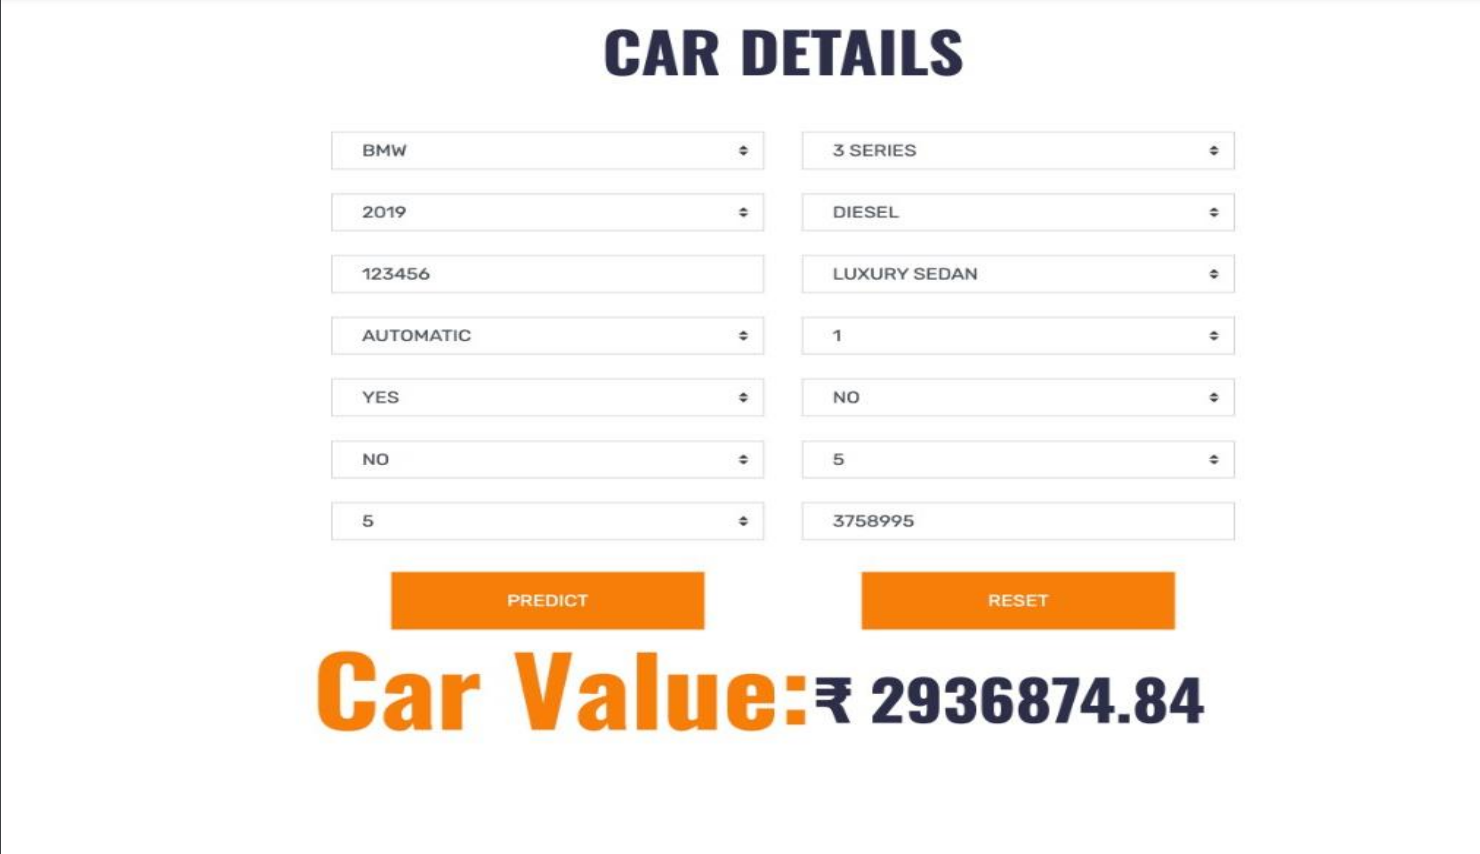 CAR DETAILS
BMW 3 SERIES
2019 DIESEL
123456 LUXURY SEDAN
AUTOMATIC 1
YES NO
NO 5
5 3758995
PREDICT RESET
Car Value:₹ 2936874.84